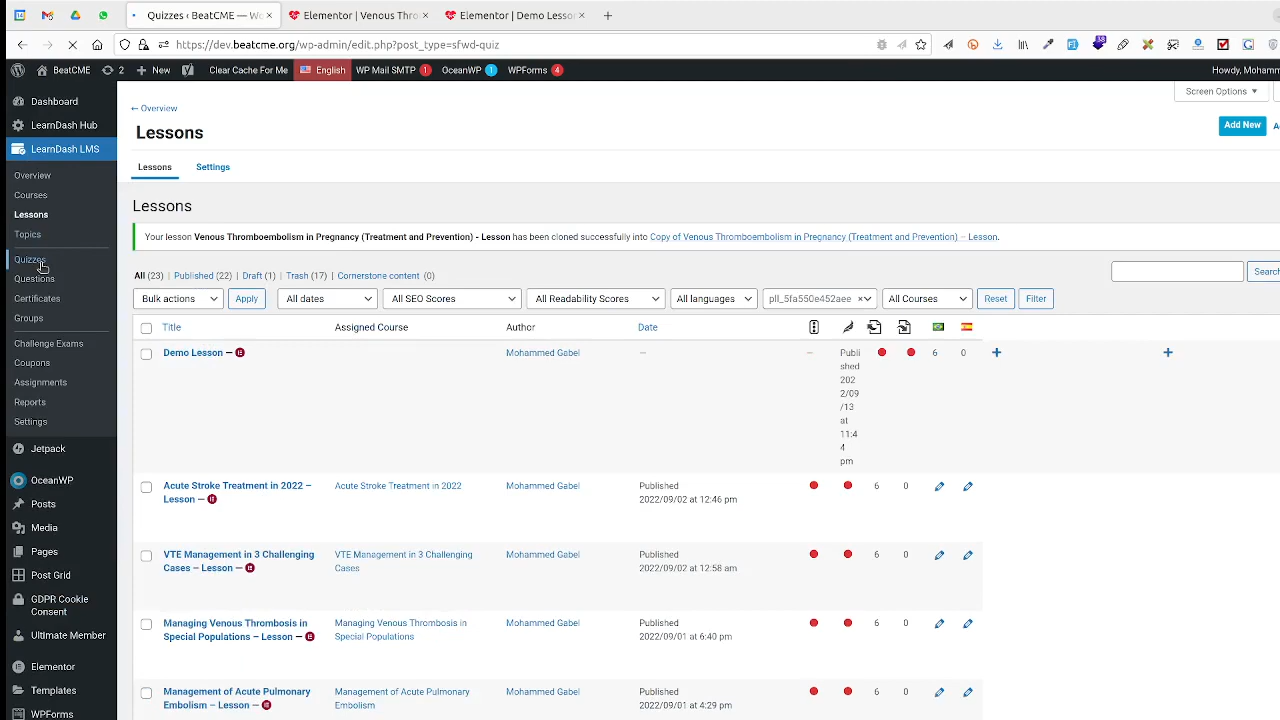 Quizzes ‹ BeatCME — Wo
Elementor | Venous Thro
Elementor | Demo Lesson
https://dev.beatcme.org/wp-admin/edit.php?post_type=sfwd-quiz
BeatCME
2
New
Clear Cache For Me
English
WP Mail SMTP 1
OceanWP 1
WPForms 4
Howdy, Mohamm
Dashboard
LearnDash Hub
LearnDash LMS
Overview
Courses
Lessons
Topics
Quizzes
Questions
Certificates
Groups
Challenge Exams
Coupons
Assignments
Reports
Settings
Jetpack
OceanWP
Posts
Media
Pages
Post Grid
GDPR Cookie
Consent
Ultimate Member
Elementor
Templates
WPForms
Screen Options
← Overview
Lessons
Add New
Lessons Settings
Lessons
Your lesson Venous Thromboembolism in Pregnancy (Treatment and Prevention) - Lesson has been cloned successfully into Copy of Venous Thromboembolism in Pregnancy (Treatment and Prevention) – Lesson.
All (23) | Published (22) | Draft (1) | Trash (17) | Cornerstone content (0)
Search
Bulk actions Apply All dates All SEO Scores All Readability Scores All languages pll_5fa550e452aee × All Courses Reset Filter
Title Assigned Course Author Date
Demo Lesson — Mohammed Gabel — — Publi 6 0
shed
202
2/09
/13
at
11:4
4
pm
Acute Stroke Treatment in 2022 – Acute Stroke Treatment in 2022 Mohammed Gabel Published 6 0
Lesson — 2022/09/02 at 12:46 pm
VTE Management in 3 Challenging VTE Management in 3 Challenging Mohammed Gabel Published 6 0
Cases – Lesson — Cases 2022/09/02 at 12:58 am
Managing Venous Thrombosis in Managing Venous Thrombosis in Mohammed Gabel Published 6 0
Special Populations – Lesson — Special Populations 2022/09/01 at 6:40 pm
Management of Acute Pulmonary Management of Acute Pulmonary Mohammed Gabel Published 6 0
Embolism – Lesson — Embolism 2022/09/01 at 4:29 pm